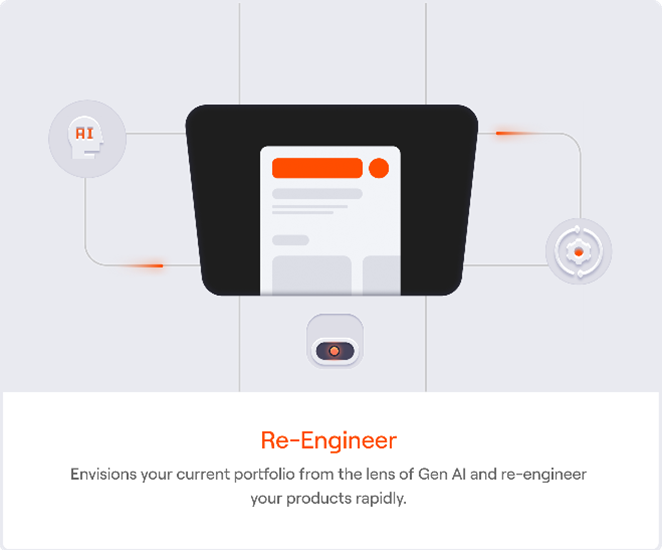 AI
Re-Engineer
Envisions your current portfolio from the lens of Gen AI and re-engineer
your products rapidly.